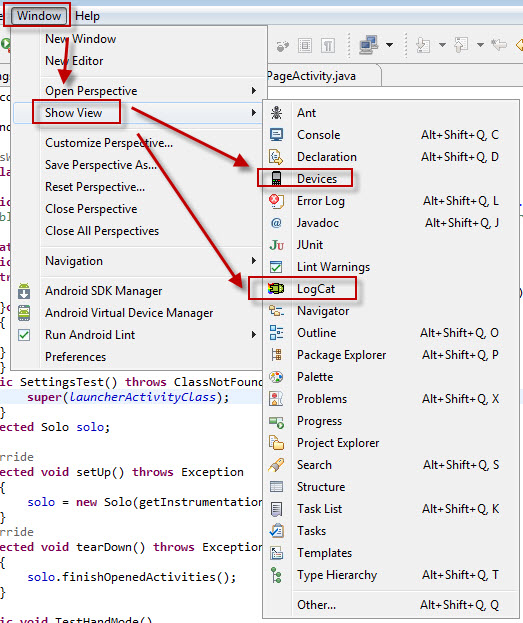 Window Help
New Window
New Editor
Open Perspective
Show View
Customize Perspective...
Save Perspective As...
Reset Perspective...
Close Perspective
Close All Perspectives
Navigation
Android SDK Manager
Android Virtual Device Manager
Run Android Lint
Preferences
PageActivity.java
Ant
Console Alt+Shift+Q, C
Declaration Alt+Shift+Q, D
Devices
Error Log Alt+Shift+Q, L
Javadoc Alt+Shift+Q, J
JUnit
Lint Warnings
LogCat
Navigator
Outline Alt+Shift+Q, O
Package Explorer Alt+Shift+Q, P
Palette
Problems Alt+Shift+Q, X
Progress
Project Explorer
Search Alt+Shift+Q, S
Structure
Task List Alt+Shift+Q, K
Tasks
Templates
Type Hierarchy Alt+Shift+Q, T
Other... Alt+Shift+Q, Q
}
{
}
}
ic SettingsTest() throws ClassNotFoun
super(launcherActivityClass);
}
ected Solo solo;
rride
ected void setUp() throws Exception
{
solo = new Solo(getInstrumentation
}
rride
ected void tearDown() throws Exception
{
solo.finishOpenedActivities();
}
ic void TestHandMode()